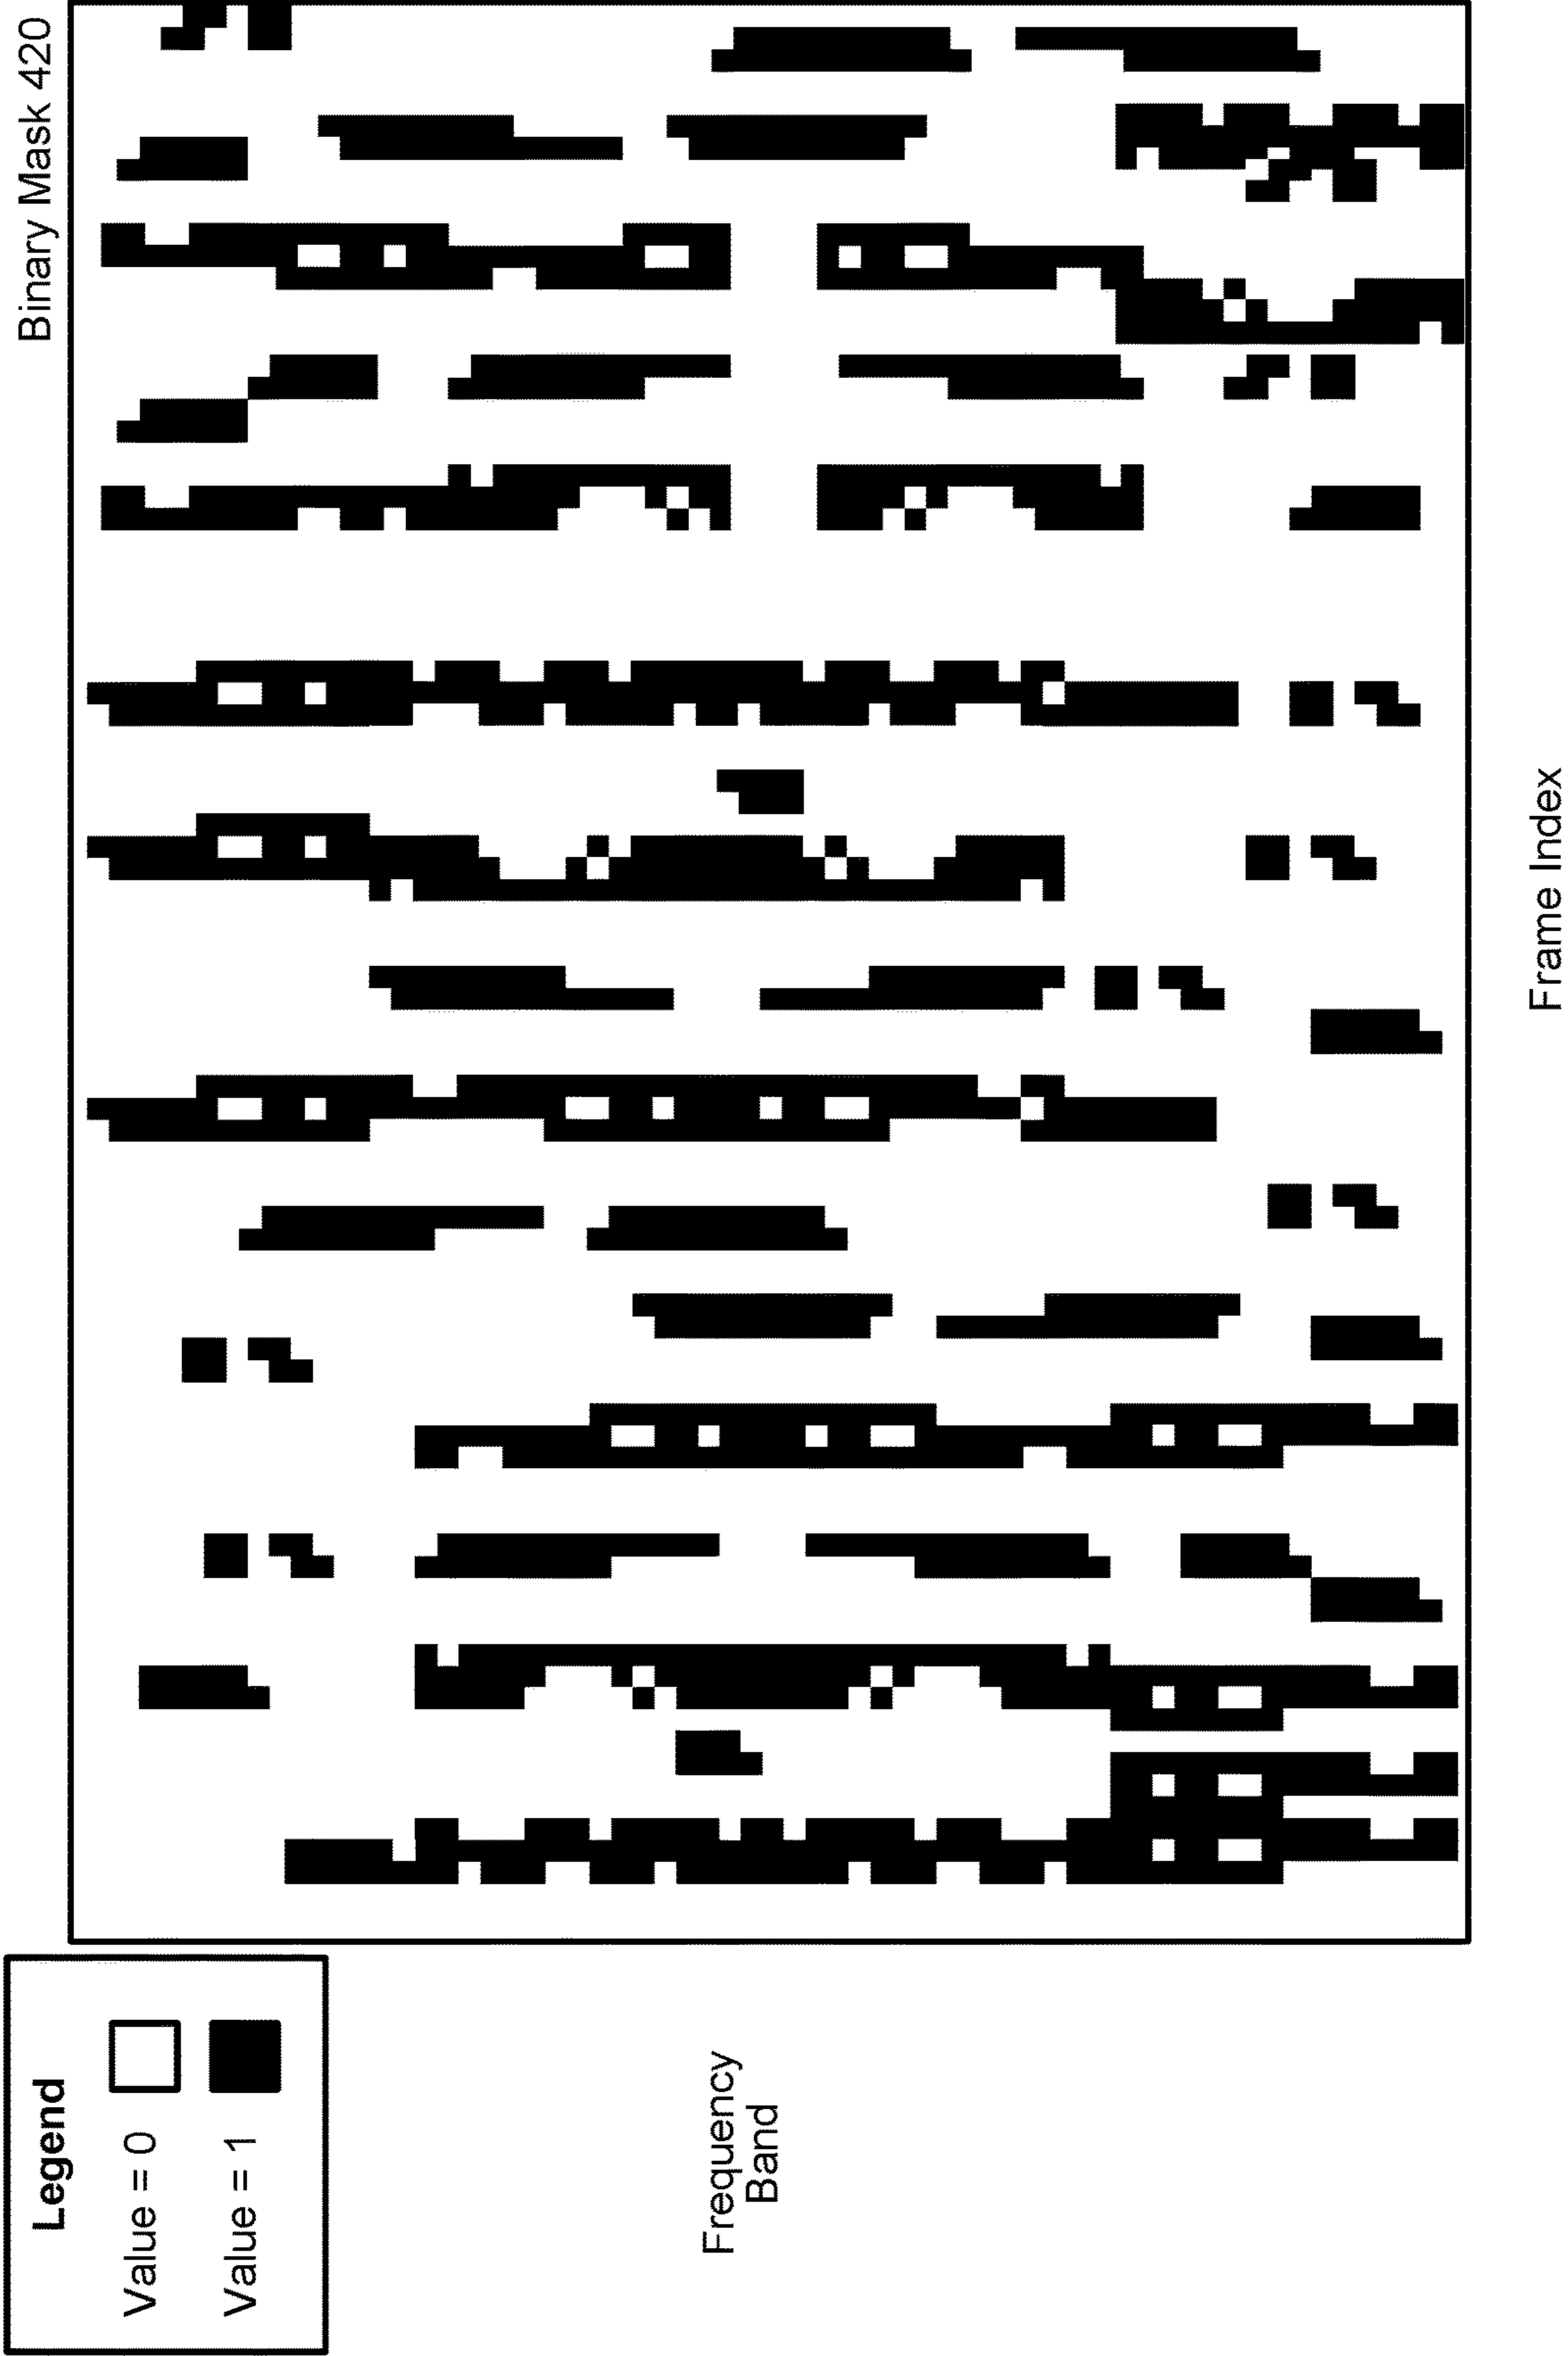 Legend
Value = 0
Value = 1
Binary Mask 420
Frequency
Band
Frame Index